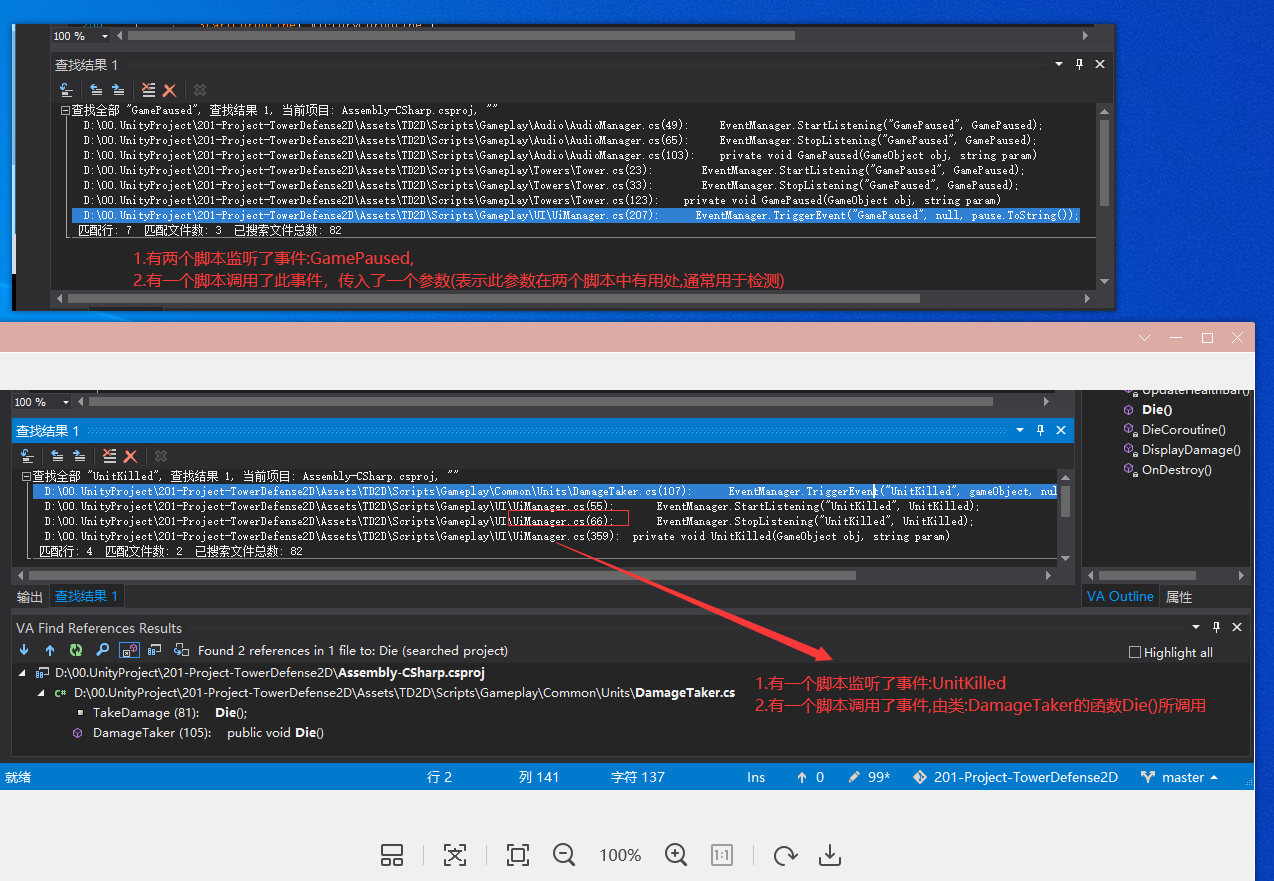 100 %
查找结果 1
查找全部 "GamePaused", 查找结果 1, 当前项目: Assembly-CSharp.csproj, ""
D:\00.UnityProject\201-Project-TowerDefense2D\Assets\TD2D\Scripts\Gameplay\Audio\AudioManager.cs(49): EventManager.StartListening("GamePaused", GamePaused);
D:\00.UnityProject\201-Project-TowerDefense2D\Assets\TD2D\Scripts\Gameplay\Audio\AudioManager.cs(65): EventManager.StopListening("GamePaused", GamePaused);
D:\00.UnityProject\201-Project-TowerDefense2D\Assets\TD2D\Scripts\Gameplay\Audio\AudioManager.cs(103): private void GamePaused(GameObject obj, string param)
D:\00.UnityProject\201-Project-TowerDefense2D\Assets\TD2D\Scripts\Gameplay\Towers\Tower.cs(23): EventManager.StartListening("GamePaused", GamePaused);
D:\00.UnityProject\201-Project-TowerDefense2D\Assets\TD2D\Scripts\Gameplay\Towers\Tower.cs(33): EventManager.StopListening("GamePaused", GamePaused);
D:\00.UnityProject\201-Project-TowerDefense2D\Assets\TD2D\Scripts\Gameplay\Towers\Tower.cs(123): private void GamePaused(GameObject obj, string param)
D:\00.UnityProject\201-Project-TowerDefense2D\Assets\TD2D\Scripts\Gameplay\UI\UiManager.cs(207): EventManager.TriggerEvent("GamePaused", null, pause.ToString());
匹配行: 7 匹配文件数: 3 已搜索文件总数: 82
1.有两个脚本监听了事件:GamePaused,
2.有一个脚本调用了此事件，传入了一个参数(表示此参数在两个脚本中有用处,通常用于检测)
100 %
UpdateHealthBar()
Die()
DieCoroutine()
DisplayDamage()
OnDestroy()
查找结果 1
查找全部 "UnitKilled", 查找结果 1, 当前项目: Assembly-CSharp.csproj, ""
D:\00.UnityProject\201-Project-TowerDefense2D\Assets\TD2D\Scripts\Gameplay\Common\Units\DamageTaker.cs(107): EventManager.TriggerEvent("UnitKilled", gameObject, nul
D:\00.UnityProject\201-Project-TowerDefense2D\Assets\TD2D\Scripts\Gameplay\UI\UiManager.cs(55): EventManager.StartListening("UnitKilled", UnitKilled);
D:\00.UnityProject\201-Project-TowerDefense2D\Assets\TD2D\Scripts\Gameplay\UI\UiManager.cs(66): EventManager.StopListening("UnitKilled", UnitKilled);
D:\00.UnityProject\201-Project-TowerDefense2D\Assets\TD2D\Scripts\Gameplay\UI\UiManager.cs(359): private void UnitKilled(GameObject obj, string param)
匹配行: 4 匹配文件数: 2 已搜索文件总数: 82
输出 查找结果 1
VA Outline 属性
VA Find References Results
Found 2 references in 1 file to: Die (searched project)
Highlight all
D:\00.UnityProject\201-Project-TowerDefense2D\Assembly-CSharp.csproj
C# D:\00.UnityProject\201-Project-TowerDefense2D\Assets\TD2D\Scripts\Gameplay\Common\Units\DamageTaker.cs
TakeDamage (81): Die();
DamageTaker (105): public void Die()
1.有一个脚本监听了事件:UnitKilled
2.有一个脚本调用了事件,由类:DamageTaker的函数Die()所调用
就绪 行 2 列 141 字符 137 Ins 0 99* 201-Project-TowerDefense2D master
100% 1:1